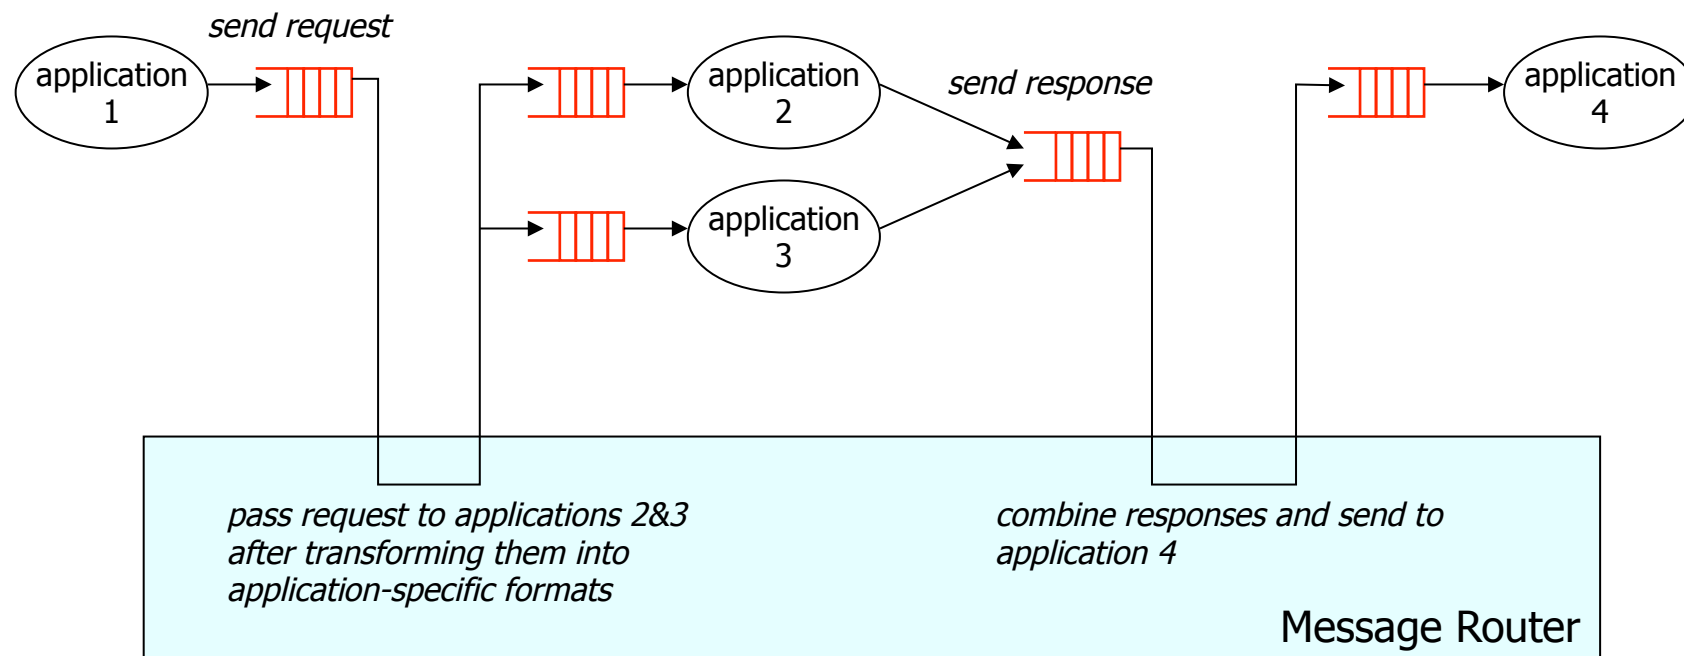 send request
application
1
application
2
send response
application
4
application
3
pass request to applications 2&3
after transforming them into
application-specific formats
combine responses and send to
application 4
Message Router